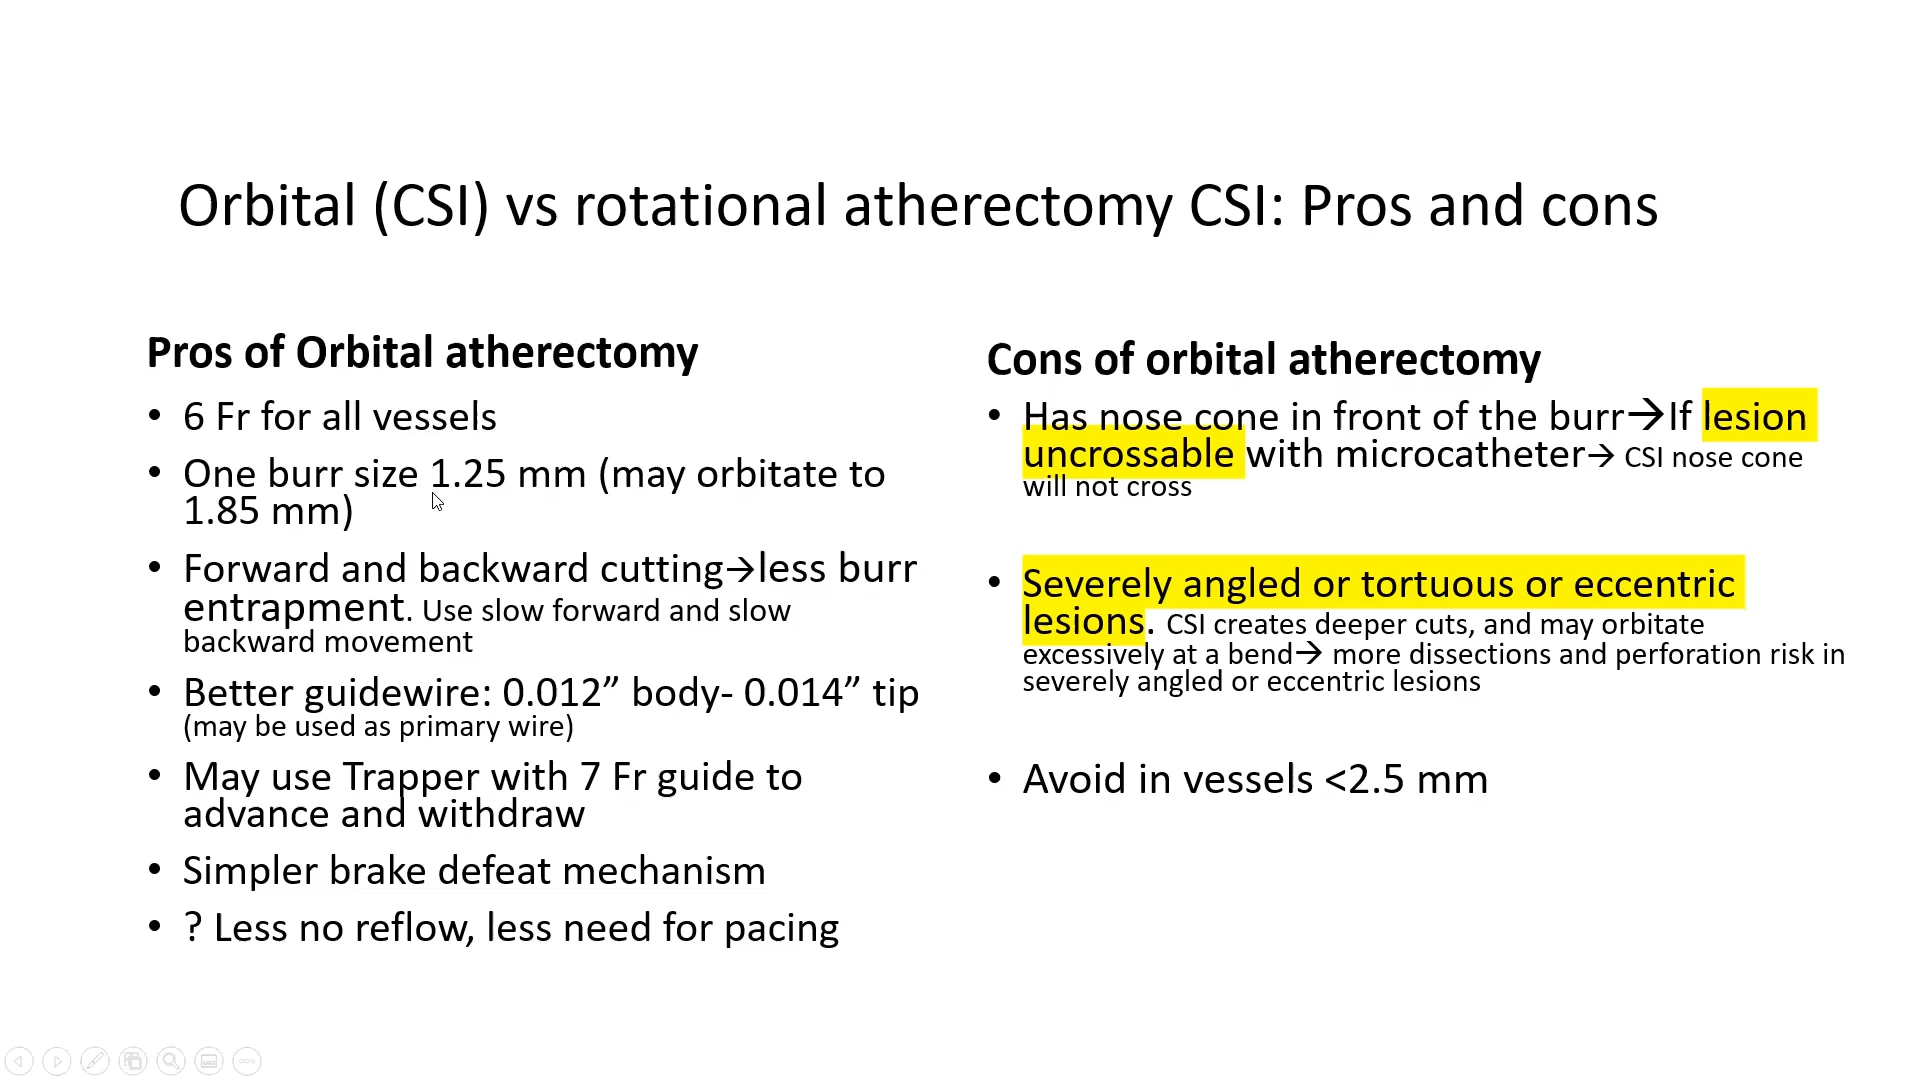 Orbital (CSI) vs rotational atherectomy CSI: Pros and cons
Pros of Orbital atherectomy
• 6 Fr for all vessels
• One burr size 1.25 mm (may orbitate to
1.85 mm)
• Forward and backward cutting→less burr
entrapment. Use slow forward and slow
backward movement
• Better guidewire: 0.012” body- 0.014” tip
(may be used as primary wire)
• May use Trapper with 7 Fr guide to
advance and withdraw
• Simpler brake defeat mechanism
• ? Less no reflow, less need for pacing
Cons of orbital atherectomy
• Has nose cone in front of the burr→If lesion
uncrossable with microcatheter→ CSI nose cone
will not cross
• Severely angled or tortuous or eccentric
lesions. CSI creates deeper cuts, and may orbitate
excessively at a bend→ more dissections and perforation risk in
severely angled or eccentric lesions
• Avoid in vessels <2.5 mm